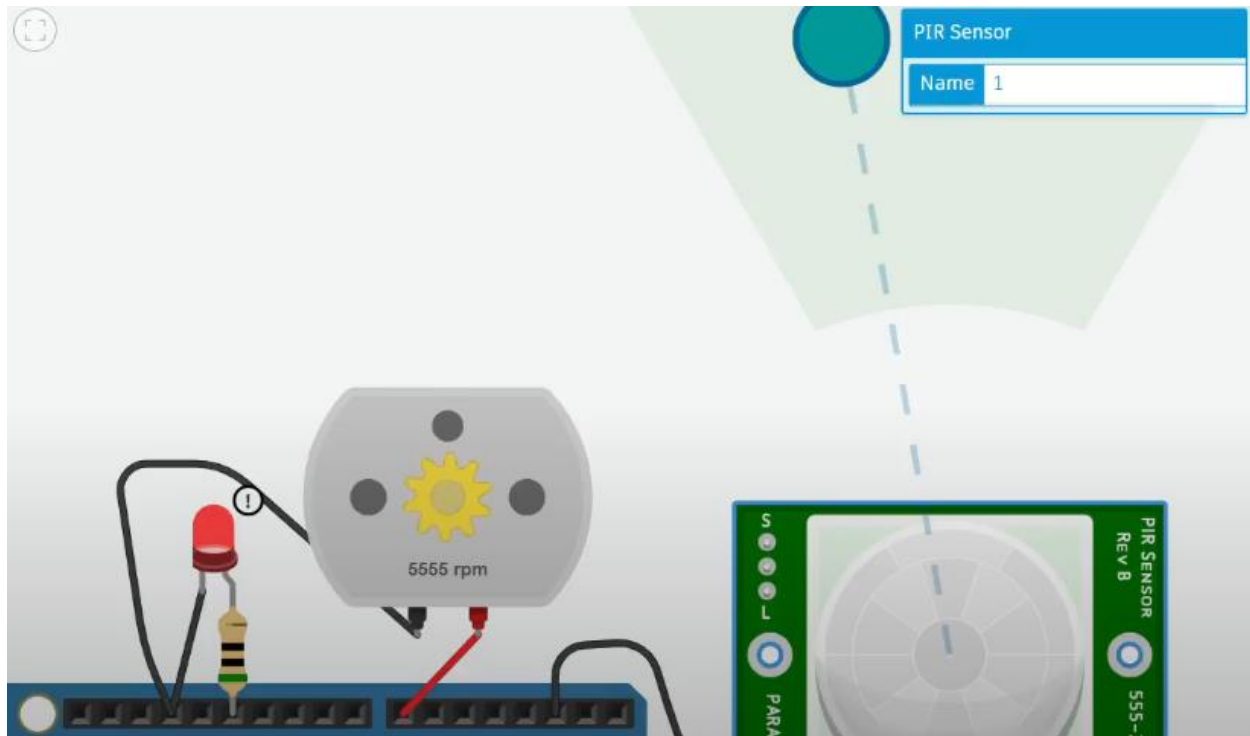 PIR Sensor
Name 1
!
5555 rpm
S
L
PIR SENSOR
REV B
PARA
555-